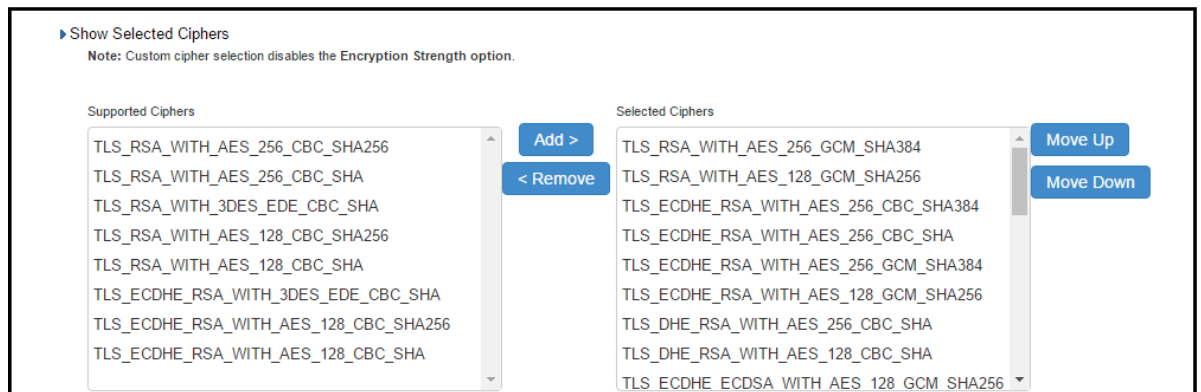 Show Selected Ciphers
Note: Custom cipher selection disables the Encryption Strength option.
Supported Ciphers
TLS_RSA_WITH_AES_256_CBC_SHA256
TLS_RSA_WITH_AES_256_CBC_SHA
TLS_RSA_WITH_3DES_EDE_CBC_SHA
TLS_RSA_WITH_AES_128_CBC_SHA256
TLS_RSA_WITH_AES_128_CBC_SHA
TLS_ECDHE_RSA_WITH_3DES_EDE_CBC_SHA
TLS_ECDHE_RSA_WITH_AES_128_CBC_SHA256
TLS_ECDHE_RSA_WITH_AES_128_CBC_SHA
Add >
< Remove
Selected Ciphers
TLS_RSA_WITH_AES_256_GCM_SHA384
TLS_RSA_WITH_AES_128_GCM_SHA256
TLS_ECDHE_RSA_WITH_AES_256_CBC_SHA384
TLS_ECDHE_RSA_WITH_AES_256_CBC_SHA
TLS_ECDHE_RSA_WITH_AES_256_GCM_SHA384
TLS_ECDHE_RSA_WITH_AES_128_GCM_SHA256
TLS_DHE_RSA_WITH_AES_256_CBC_SHA
TLS_DHE_RSA_WITH_AES_128_CBC_SHA
TLS_ECDHE_ECDSA_WITH_AES_128_GCM_SHA256
Move Up
Move Down